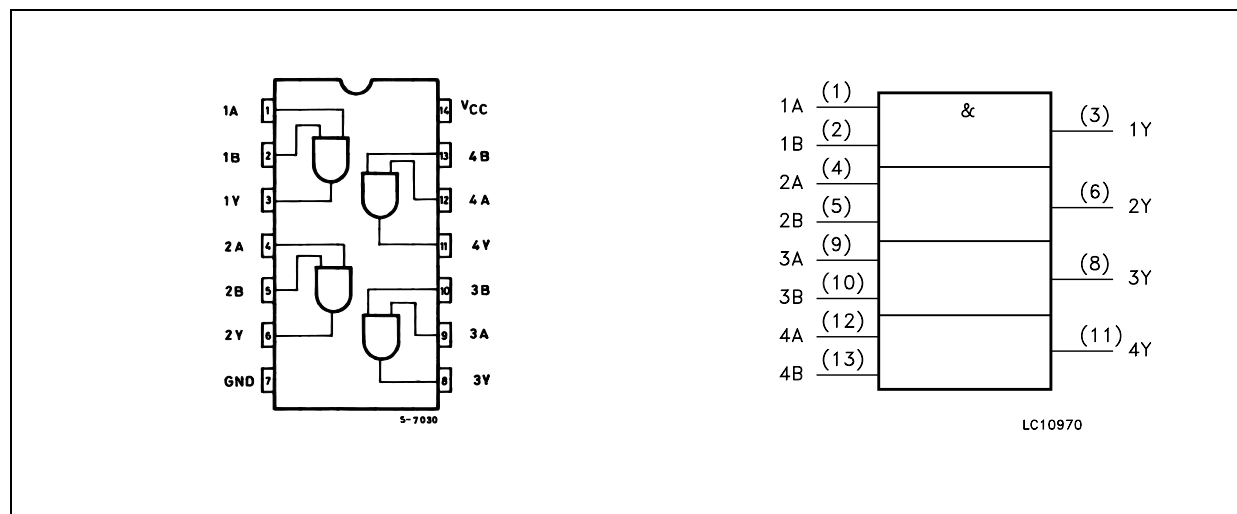 1A 1 14 VCC
1B 2 13 4B
1Y 3 12 4A
2A 4 11 4Y
2B 5 10 3B
2Y 6 9 3A
GND 7 8 3Y
S-7030
&
1A (1)
1B (2)
2A (4)
2B (5)
3A (9)
3B (10)
4A (12)
4B (13)
(3) 1Y
(6) 2Y
(8) 3Y
(11) 4Y
LC10970